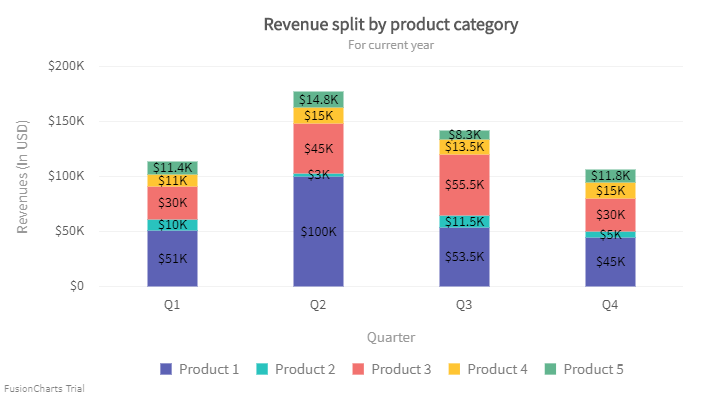 Revenue split by product category
For current year
Revenues (In USD)
$200K
$150K
$100K
$50K
$0
$11.4K
$11K
$30K
$10K
$51K
$14.8K
$15K
$45K
$3K
$100K
$8.3K
$13.5K
$55.5K
$11.5K
$53.5K
$11.8K
$15K
$30K
$5K
$45K
Q1 Q2 Q3 Q4
Quarter
Product 1 Product 2 Product 3 Product 4 Product 5
FusionCharts Trial